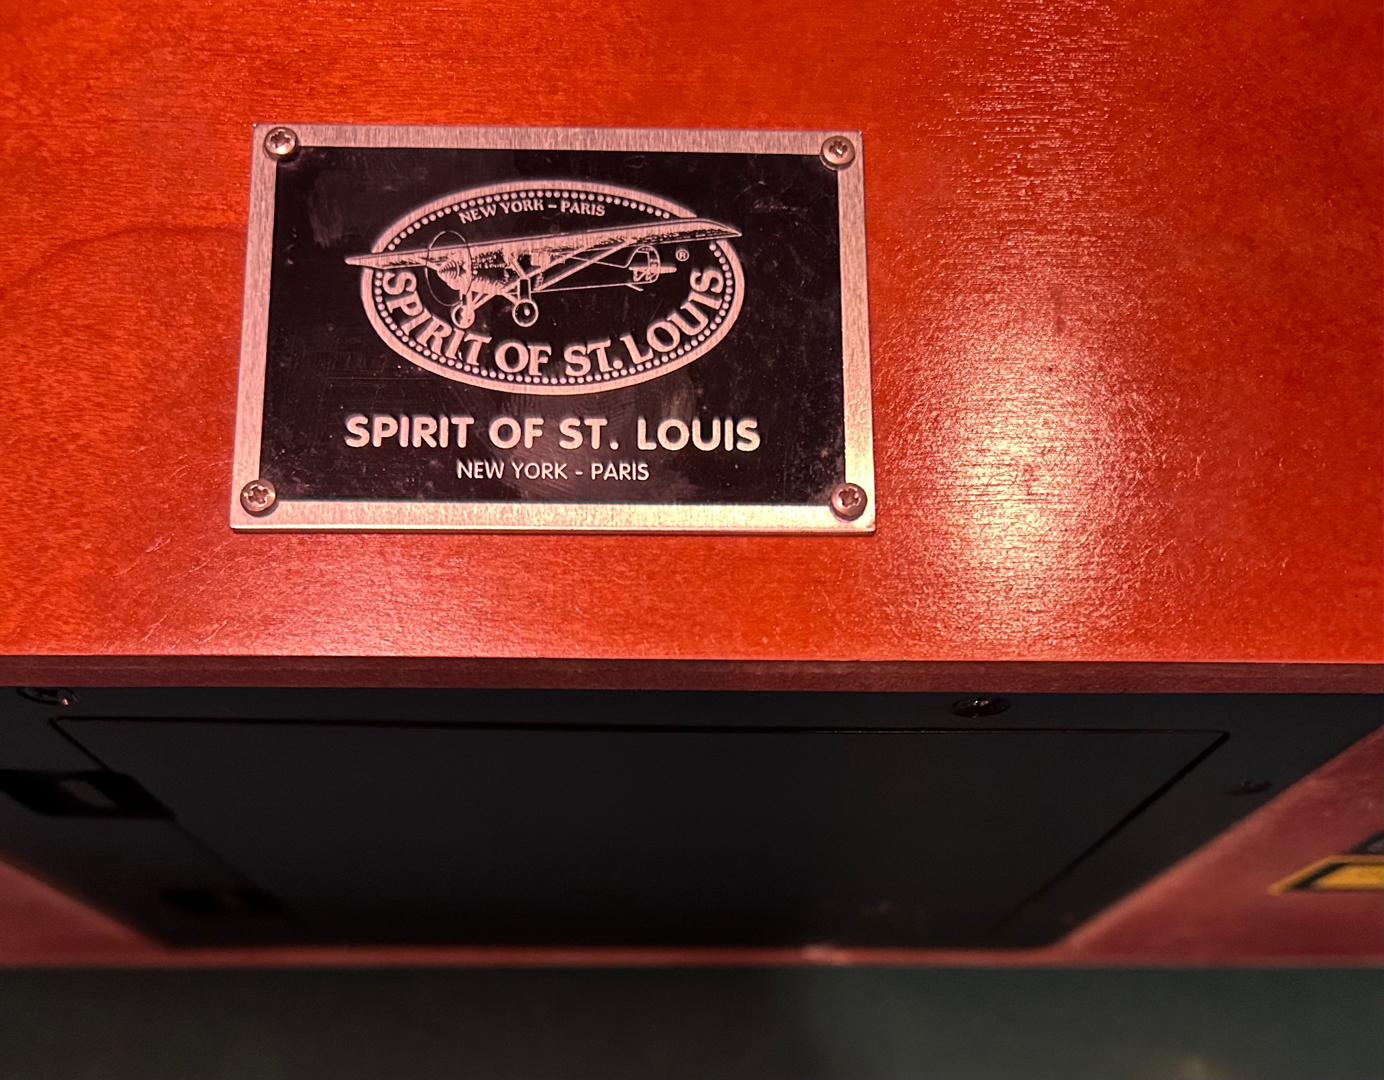 NEW YORK – PARIS
®
SPIRIT OF ST. LOUIS
SPIRIT OF ST. LOUIS
NEW YORK - PARIS